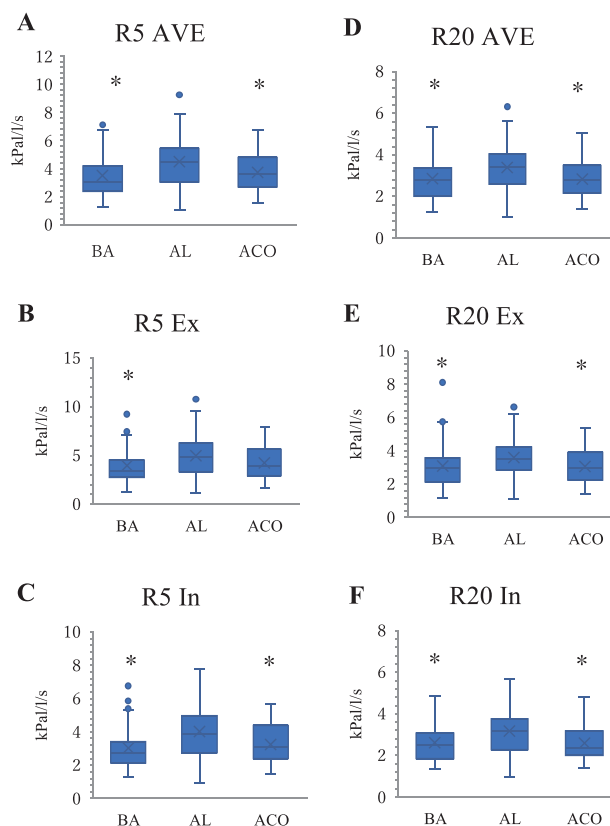 A
R5 AVE
kPal/l/s
12
10
8
6
4
2
0
*
*
BA
AL
ACO
D
R20 AVE
kPal/l/s
8
6
4
2
0
*
*
BA
AL
ACO
B
R5 Ex
kPal/l/s
15
10
5
0
*
BA
AL
ACO
E
R20 Ex
kPal/l/s
10
8
6
4
2
0
*
*
BA
AL
ACO
C
R5 In
kPal/l/s
10
8
6
4
2
0
*
*
BA
AL
ACO
F
R20 In
kPal/l/s
8
6
4
2
0
*
*
BA
AL
ACO